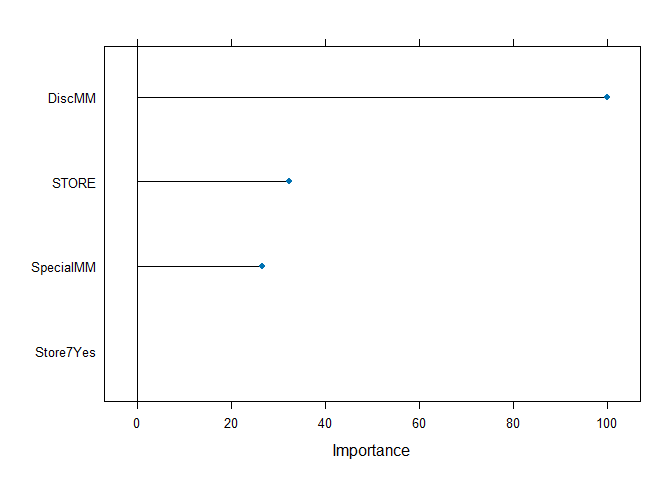 DiscMM
STORE
SpecialMM
Store7Yes
0 20 40 60 80 100
Importance